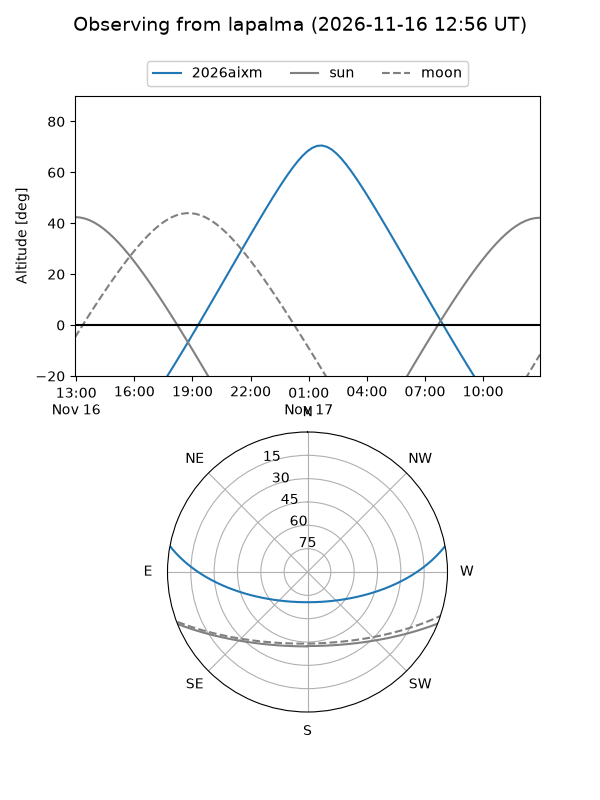 Observing from lapalma (2026-11-16 12:56 UT)
2026aixm sun moon
Altitude [deg]
80
60
40
20
0
−20
13:00 16:00 19:00 22:00 01:00 04:00 07:00 10:00
Nov 16 Nov 17
N
NE NW
15
30
45
60
75
E W
SE SW
S